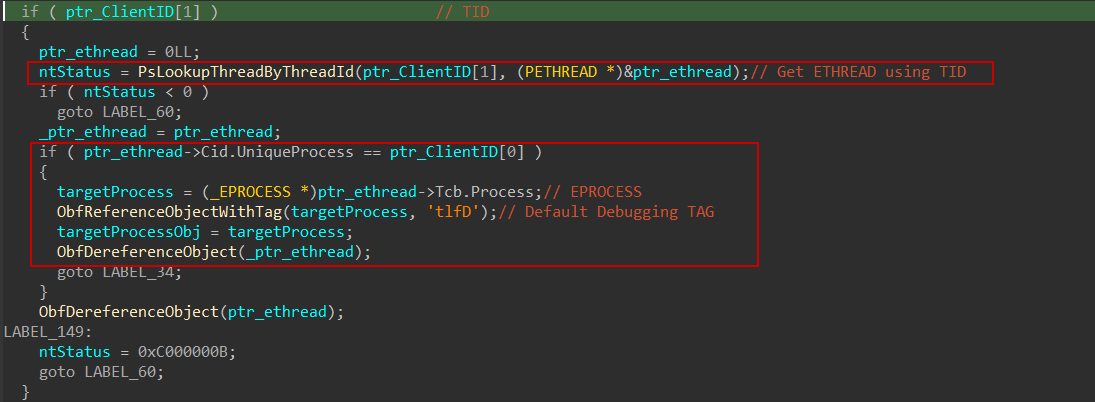 if ( ptr_ClientID[1] ) // TID
{
ptr_ethread = 0LL;
ntStatus = PsLookupThreadByThreadId(ptr_ClientID[1], (PETHREAD *)&ptr_ethread);// Get ETHREAD using TID
if ( ntStatus < 0 )
goto LABEL_60;
_ptr_ethread = ptr_ethread;
if ( ptr_ethread->Cid.UniqueProcess == ptr_ClientID[0] )
{
targetProcess = (_EPROCESS *)ptr_ethread->Tcb.Process;// EPROCESS
ObfReferenceObjectWithTag(targetProcess, 'tlfD');// Default Debugging TAG
targetProcessObj = targetProcess;
ObfDereferenceObject(_ptr_ethread);
goto LABEL_34;
}
ObfDereferenceObject(ptr_ethread);
LABEL_149:
ntStatus = 0xC000000B;
goto LABEL_60;
}